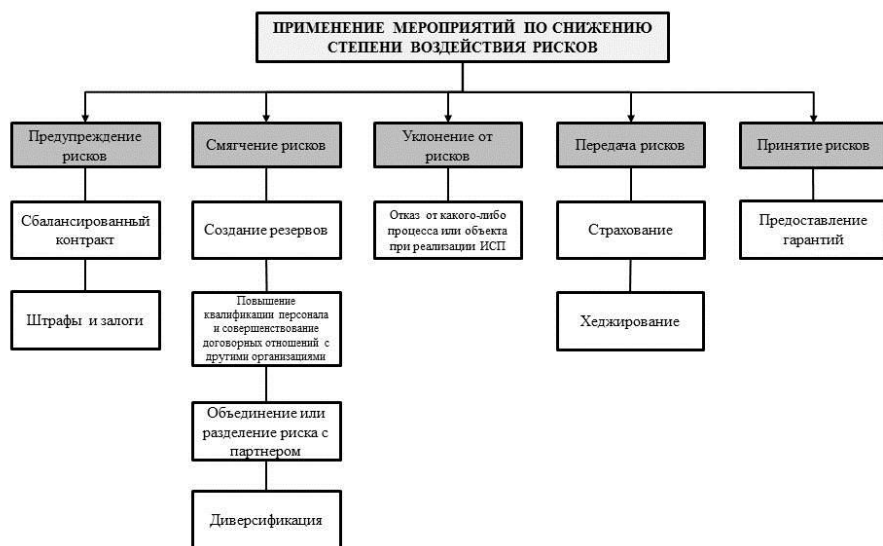 ПРИМЕНЕНИЕ МЕРОПРИЯТИЙ ПО СНИЖЕНИЮ
СТЕПЕНИ ВОЗДЕЙСТВИЯ РИСКОВ
Предупреждение
рисков
Смягчение рисков
Уклонение от
рисков
Передача рисков
Принятие рисков
Сбалансированный
контракт
Создание резервов
Отказ от какого-либо
процесса или объекта
при реализации ИСП
Страхование
Предоставление
гарантий
Штрафы и залоги
Повышение
квалификации персонала
и совершенствование
договорных отношений с
другими организациями
Хеджирование
Объединение или
разделение риска с
партнером
Диверсификация